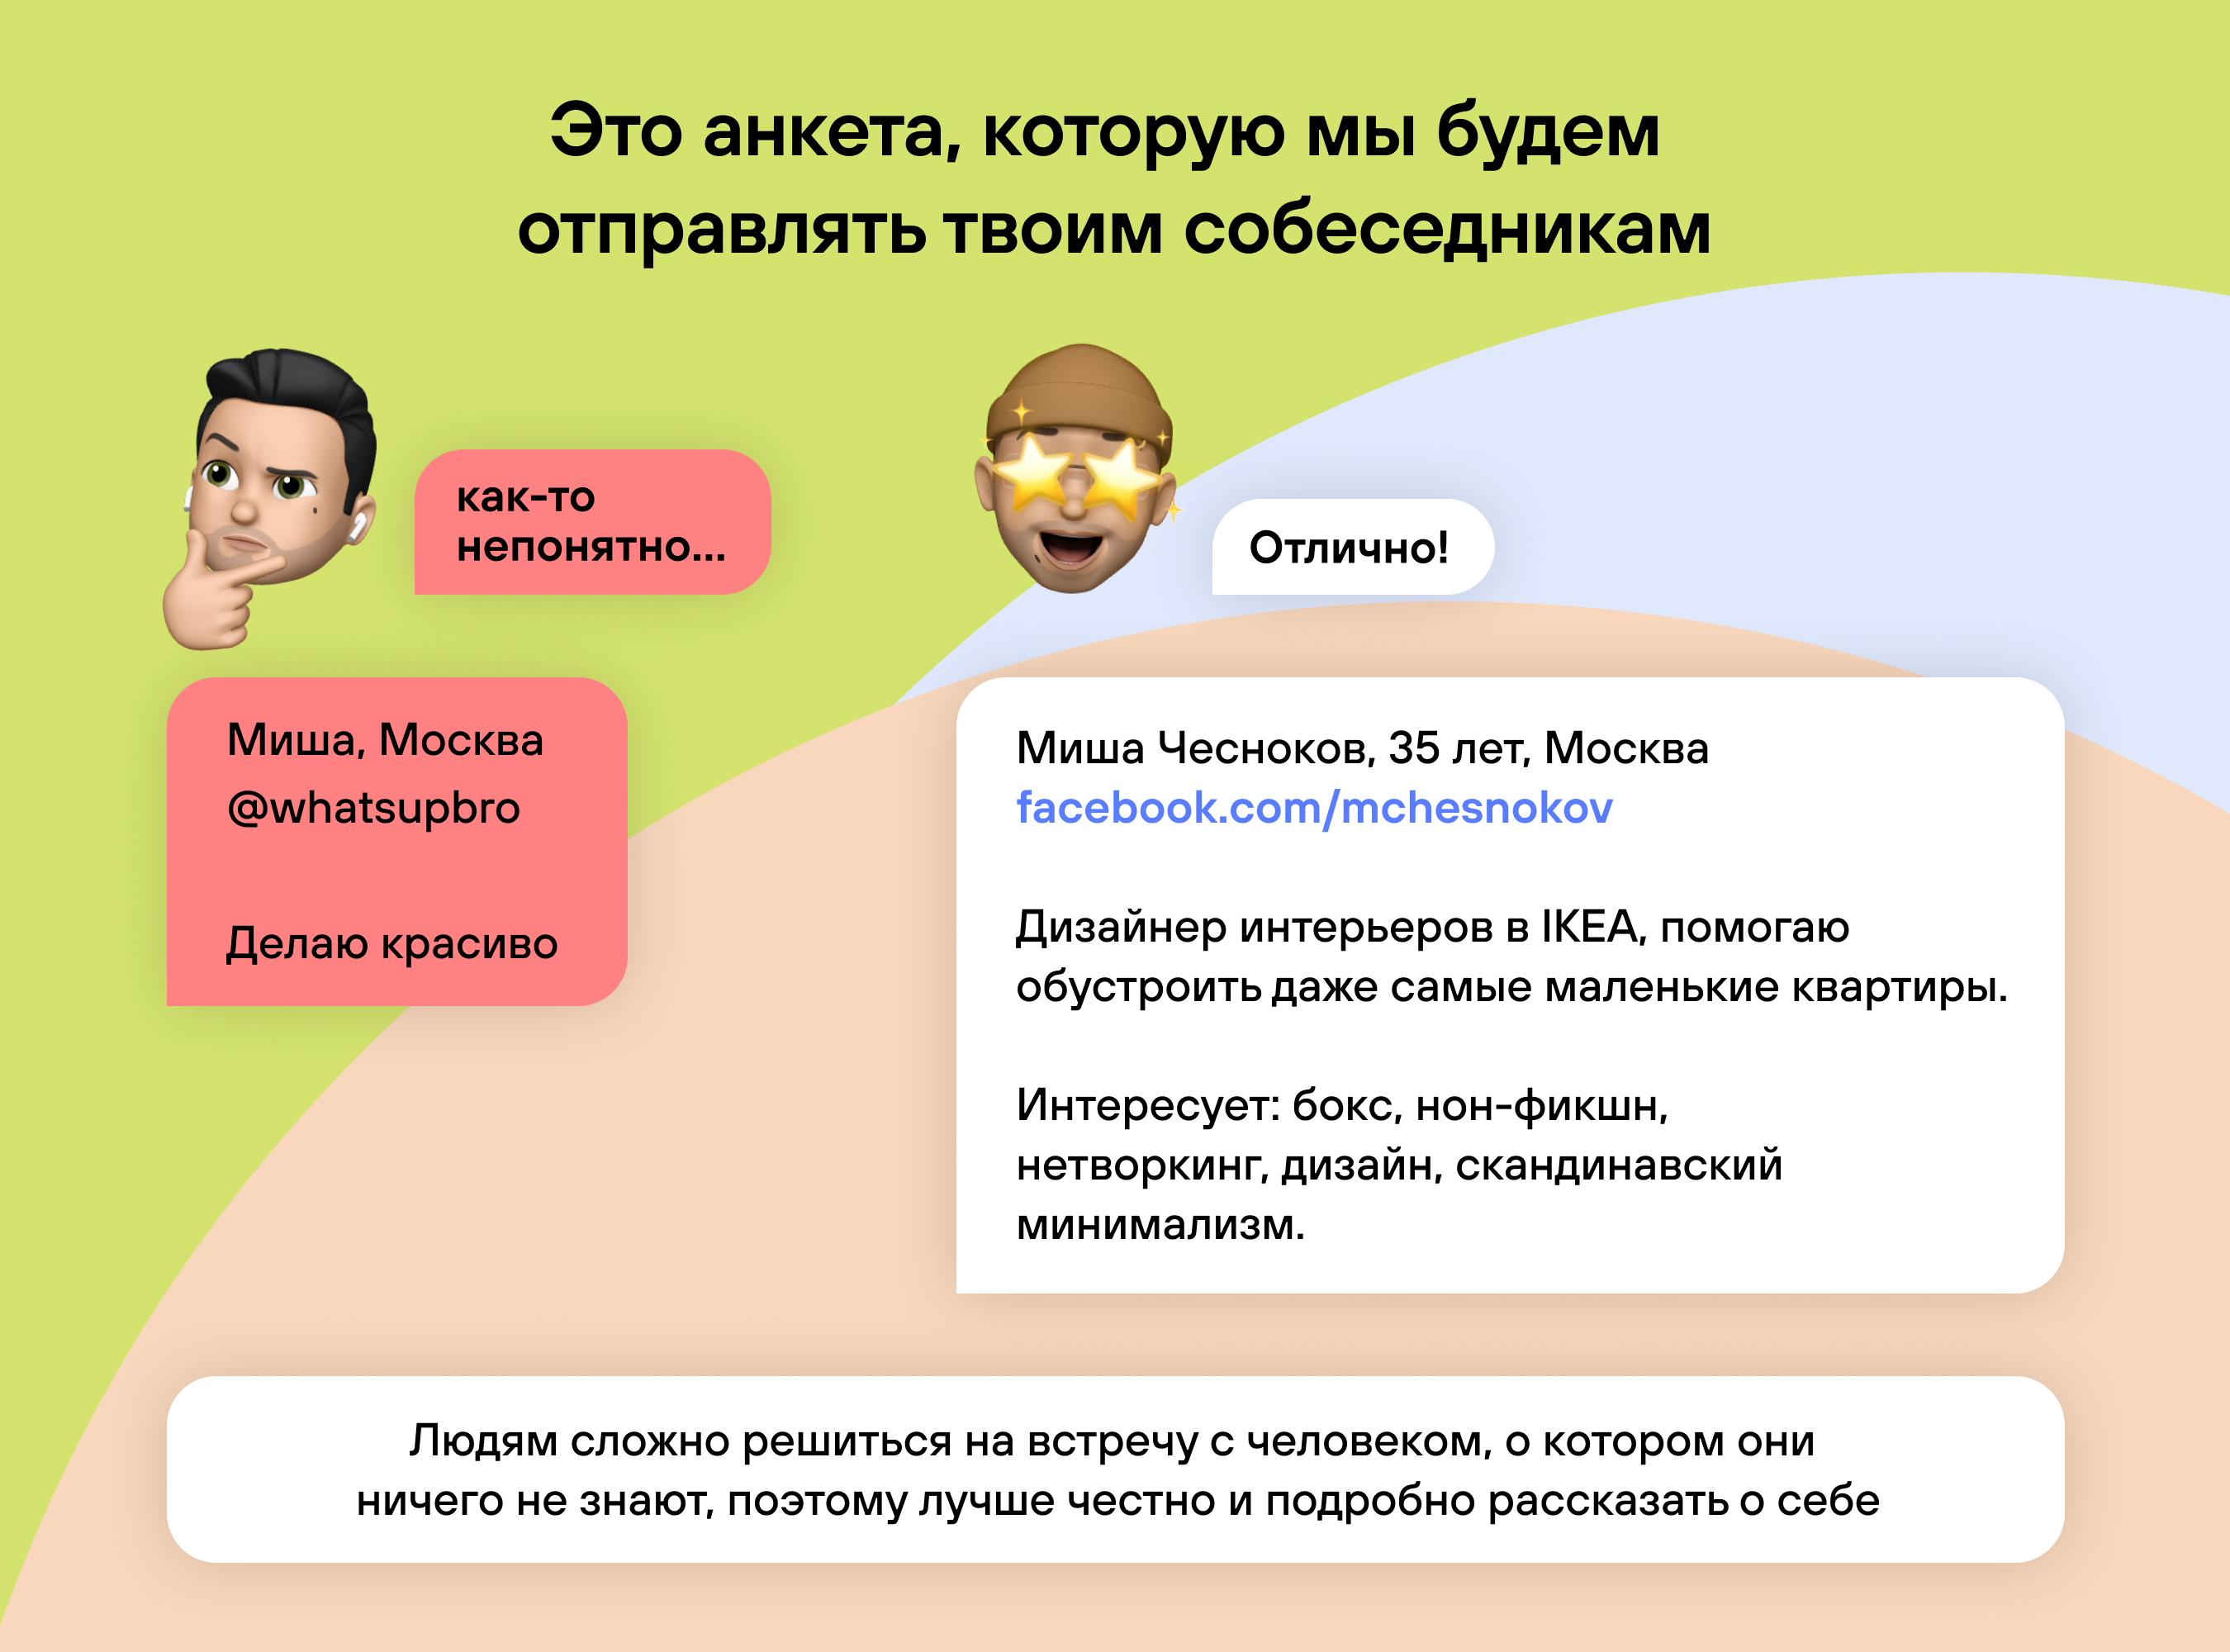 Это анкета, которую мы будем
отправлять твоим собеседникам
как-то
непонятно...
Отлично!
Миша, Москва
@whatsupbro
Делаю красиво
Миша Чесноков, 35 лет, Москва
facebook.com/mchesnokov
Дизайнер интерьеров в IKEA, помогаю
обустроить даже самые маленькие квартиры.
Интересует: бокс, нон-фикшн,
нетворкинг, дизайн, скандинавский
минимализм.
Людям сложно решиться на встречу с человеком, о котором они
ничего не знают, поэтому лучше честно и подробно рассказать о себе